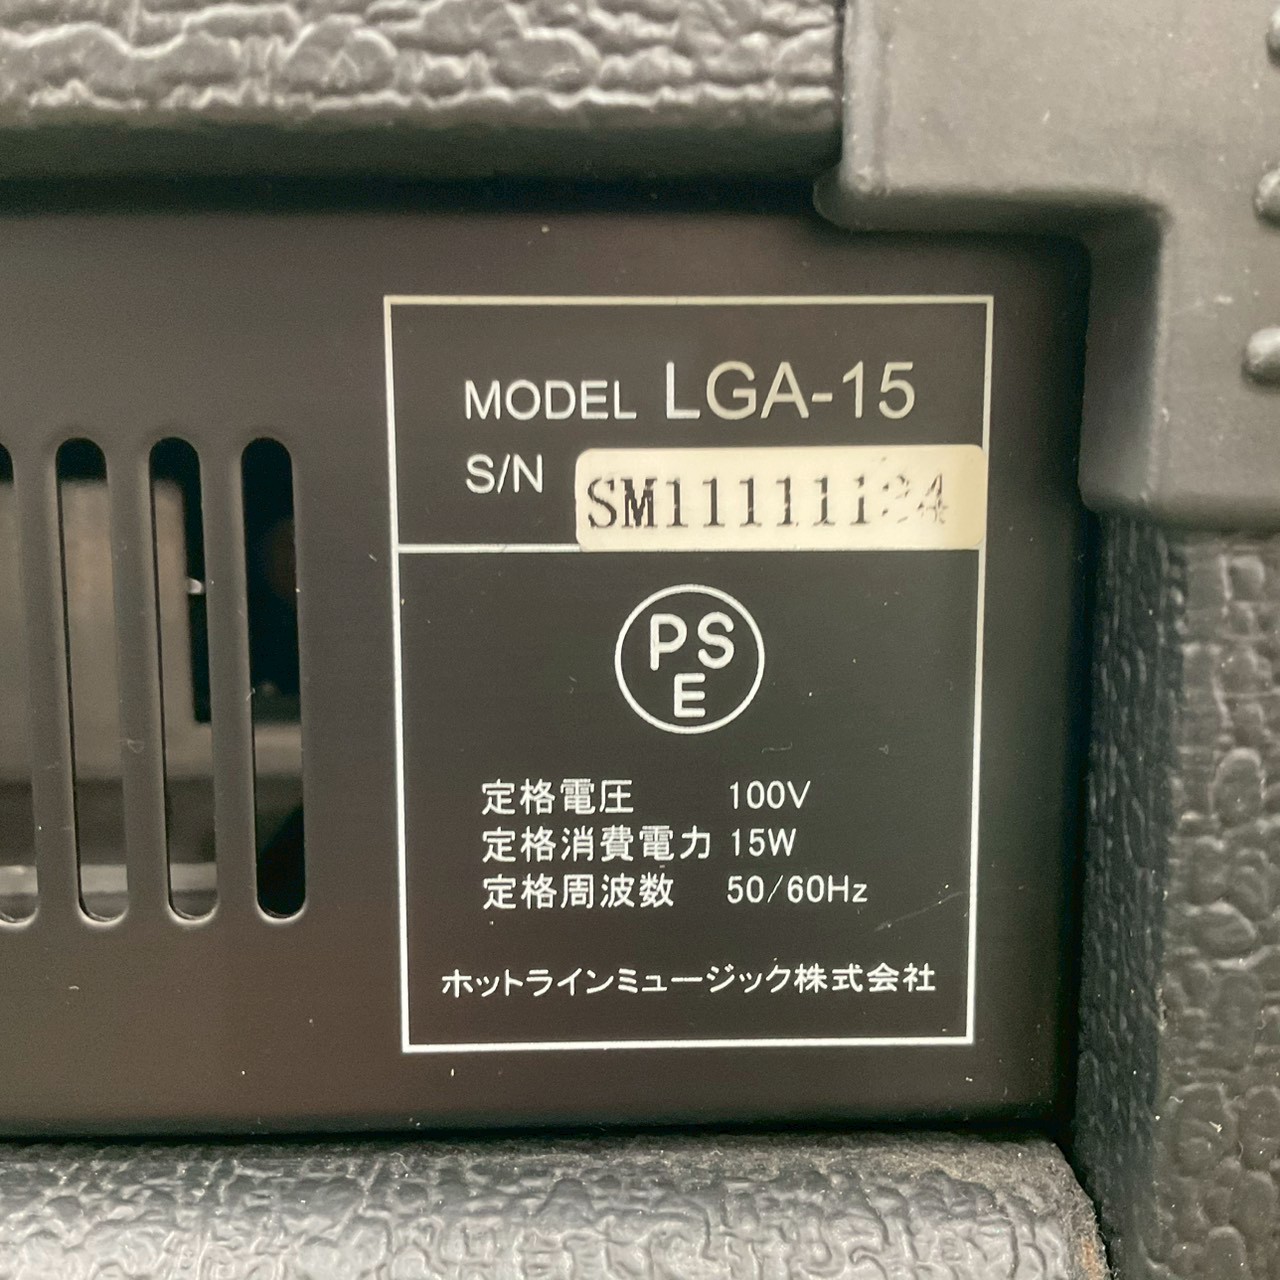 MODEL LGA-15
S/N
PS
E
定格電圧 100V
定格消費電力 15W
定格周波数 50/60Hz
ホットラインミュージック株式会社